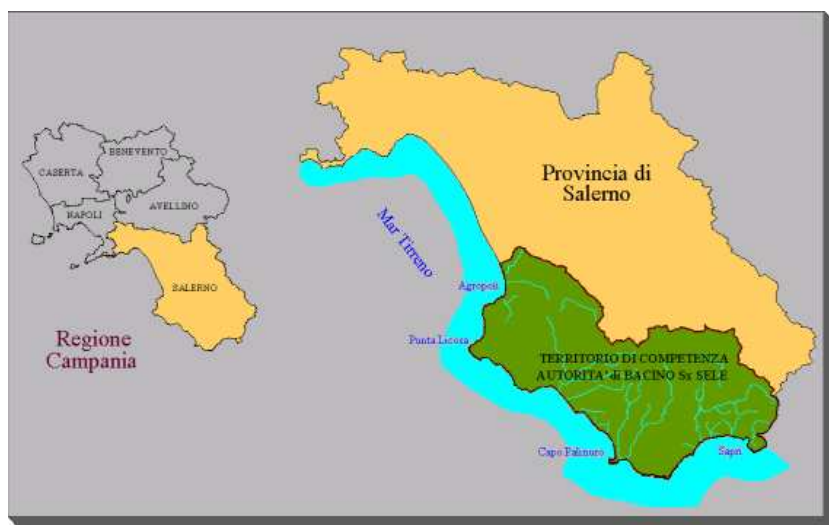 BENEVENTO
CASERTA
AVELLINO
NAPOLI
SALERNO
Regione
Campania
Provincia di
Salerno
Mar Tirreno
Agropoli
Punta Licosa
TERRITORIO DI COMPETENZA
AUTORITA' di BACINO Sx SELE
Capo Palinuro
Sapri